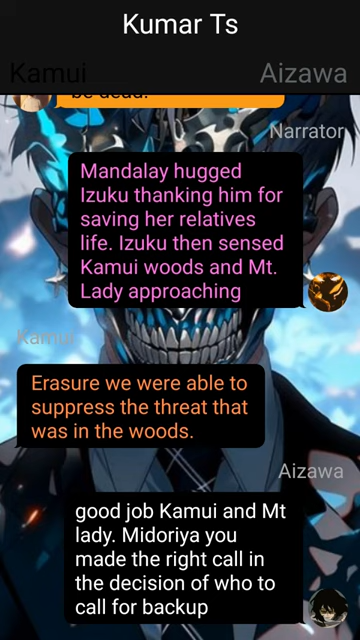 Kumar Ts
Kamui
Aizawa
be dead.
Narrator
Mandalay hugged
Izuku thanking him for
saving her relatives
life. Izuku then sensed
Kamui woods and Mt.
Lady approaching
Kamui
Erasure we were able to
suppress the threat that
was in the woods.
Aizawa
good job Kamui and Mt
lady. Midoriya you
made the right call in
the decision of who to
call for backup